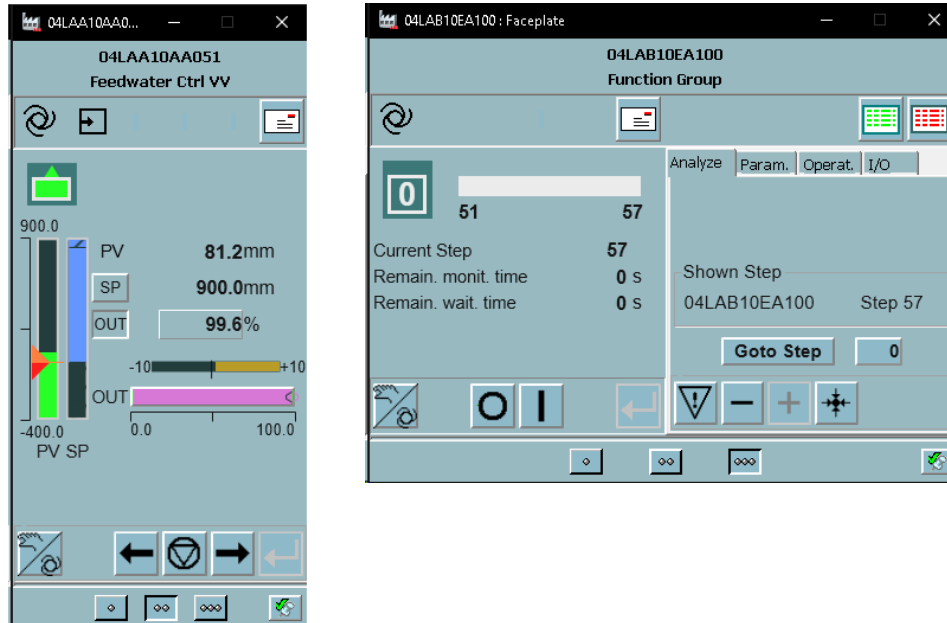 04LAA10AA0...
04LAA10AA051
Feedwater Ctrl VV
900.0
PV 81.2mm
SP 900.0mm
OUT 99.6%
-10 +10
OUT
-400.0 0.0 100.0
PV SP
04LAB10EA100 : Faceplate
04LAB10EA100
Function Group
0
51 57
Current Step 57
Remain. monit. time 0 s
Remain. wait. time 0 s
Analyze Param. Operat. I/O
Shown Step
04LAB10EA100 Step 57
Goto Step 0